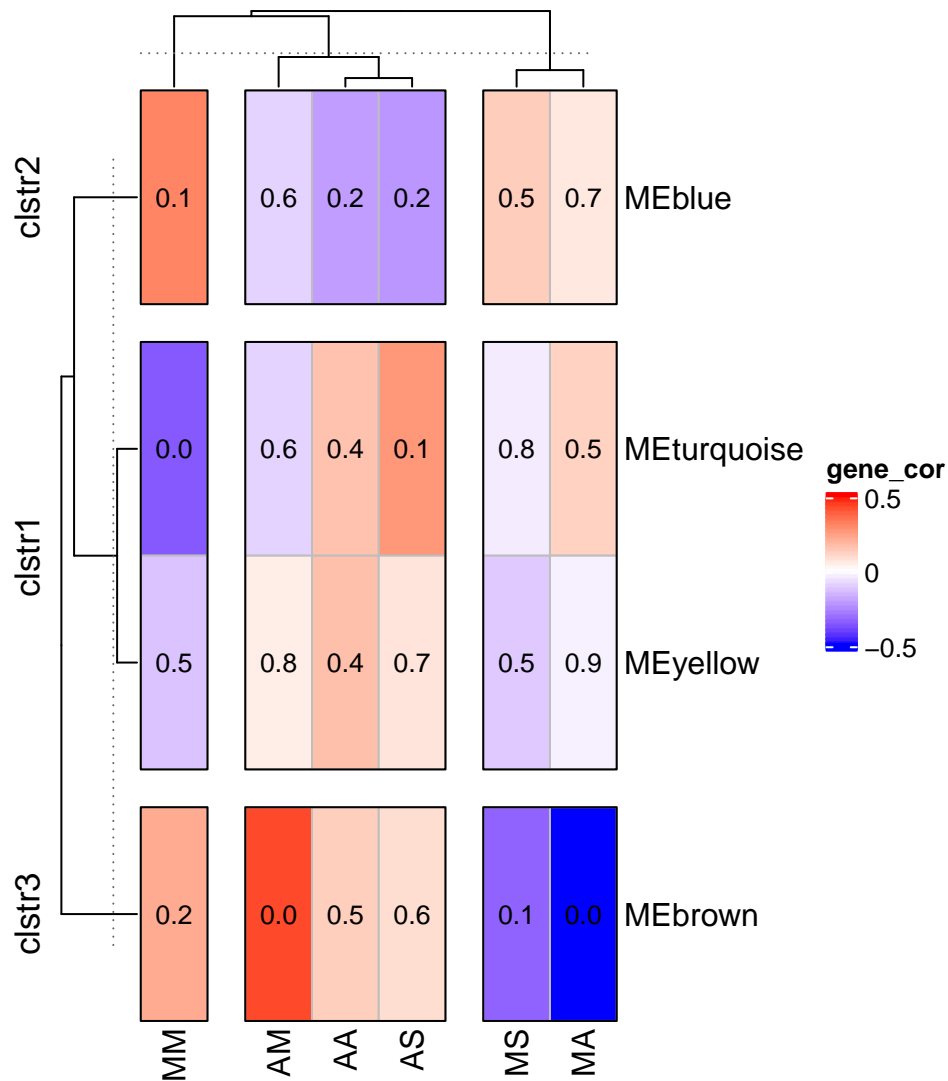 clstr2
0.1 0.6 0.2 0.2 0.5 0.7 MEblue
clstr1
0.0 0.6 0.4 0.1 0.8 0.5 MEturquoise
0.5 0.8 0.4 0.7 0.5 0.9 MEyellow
clstr3
0.2 0.0 0.5 0.6 0.1 0.0 MEbrown
MM AM AA AS MS MA
gene_cor
0.5
0
−0.5